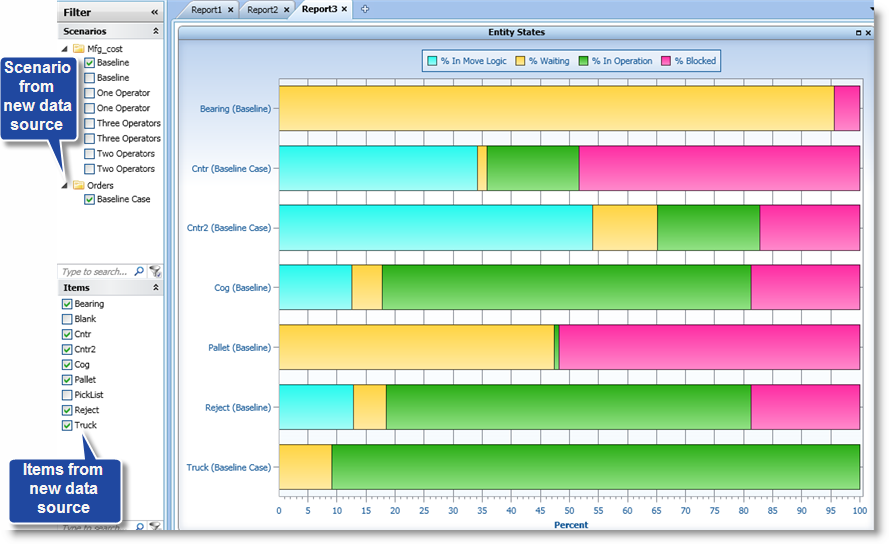 Report1
Report2
Report3
Filter
Scenarios
Mfg_cost
Baseline
Baseline
One Operator
One Operator
Three Operators
Three Operators
Two Operators
Two Operators
Orders
Baseline Case
Scenario
from
new data
source
Type to search...
Items
Bearing
Blank
Cntr
Cntr2
Cog
Pallet
PickList
Reject
Truck
Items from
new data
source
Type to search...
Entity States
% In Move Logic
% Waiting
% In Operation
% Blocked
Bearing (Baseline)
Cntr (Baseline Case)
Cntr2 (Baseline Case)
Cog (Baseline)
Pallet (Baseline)
Reject (Baseline)
Truck (Baseline Case)
0 5 10 15 20 25 30 35 40 45 50 55 60 65 70 75 80 85 90 95 100
Percent